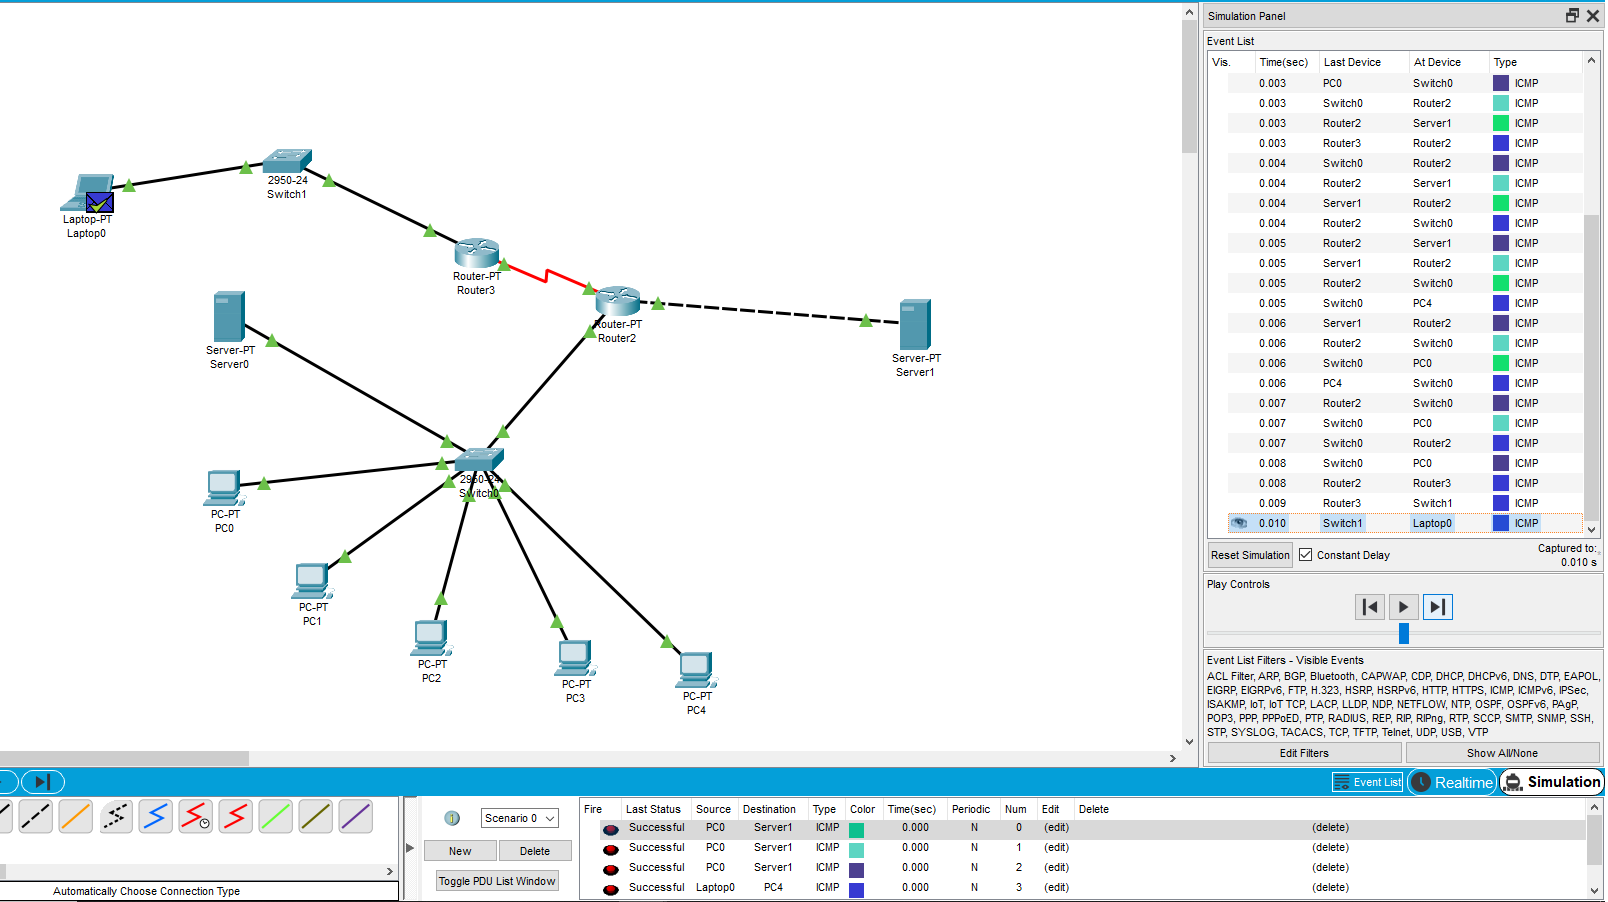 Simulation Panel
Event List
Vis. Time(sec) Last Device At Device Type
0.003 PC0 Switch0 ICMP
0.003 Switch0 Router2 ICMP
0.003 Router2 Server1 ICMP
0.003 Router3 Router2 ICMP
0.004 Switch0 Router2 ICMP
0.004 Router2 Server1 ICMP
0.004 Server1 Router2 ICMP
0.004 Router2 Switch0 ICMP
0.005 Router2 Server1 ICMP
0.005 Server1 Router2 ICMP
0.005 Router2 Switch0 ICMP
0.005 Switch0 PC4 ICMP
0.006 Server1 Router2 ICMP
0.006 Router2 Switch0 ICMP
0.006 Switch0 PC0 ICMP
0.006 PC4 Switch0 ICMP
0.007 Router2 Switch0 ICMP
0.007 Switch0 PC0 ICMP
0.007 Switch0 Router2 ICMP
0.008 Switch0 PC0 ICMP
0.008 Router2 Router3 ICMP
0.009 Router3 Switch1 ICMP
0.010 Switch1 Laptop0 ICMP
Reset Simulation Constant Delay
Captured to:
0.010 s
Play Controls
Event List Filters - Visible Events
ACL Filter, ARP, BGP, Bluetooth, CAPWAP, CDP, DHCP, DHCPv6, DNS, DTP, EAPOL,
EIGRP, EIGRPv6, FTP, H.323, HSRP, HSRPv6, HTTP, HTTPS, ICMP, ICMPv6, IPSec,
ISAKMP, IoT, IoT TCP, LACP, LLDP, NDP, NETFLOW, NTP, OSPF, OSPFv6, PAgP,
POP3, PPP, PPPoED, PTP, RADIUS, REP, RIP, RIPng, RTP, SCCP, SMTP, SNMP, SSH,
STP, SYSLOG, TACACS, TCP, TFTP, Telnet, UDP, USB, VTP
Edit Filters Show All/None
2950-24
Switch1
Laptop-PT
Laptop0
Router-PT
Router3
Router-PT
Router2
Server-PT
Server0
Server-PT
Server1
2950-24
Switch0
PC-PT
PC0
PC-PT
PC1
PC-PT
PC2
PC-PT
PC3
PC-PT
PC4
Event List Realtime Simulation
Automatically Choose Connection Type
Scenario 0
New Delete
Toggle PDU List Window
Fire Last Status Source Destination Type Color Time(sec) Periodic Num Edit Delete
Successful PC0 Server1 ICMP 0.000 N 0 (edit) (delete)
Successful PC0 Server1 ICMP 0.000 N 1 (edit) (delete)
Successful PC0 Server1 ICMP 0.000 N 2 (edit) (delete)
Successful Laptop0 PC4 ICMP 0.000 N 3 (edit) (delete)